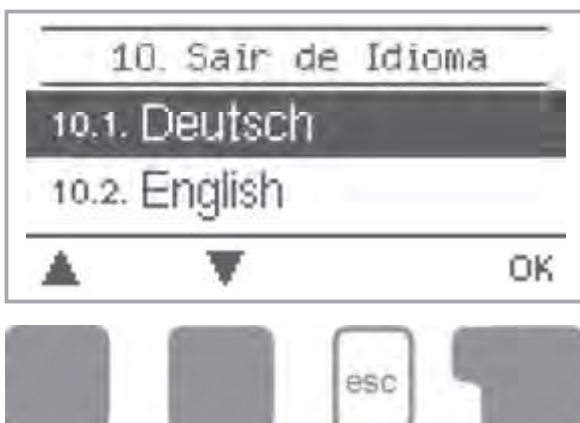 10. Sair de Idioma
10.1. Deutsch
10.2. English
OK
esc